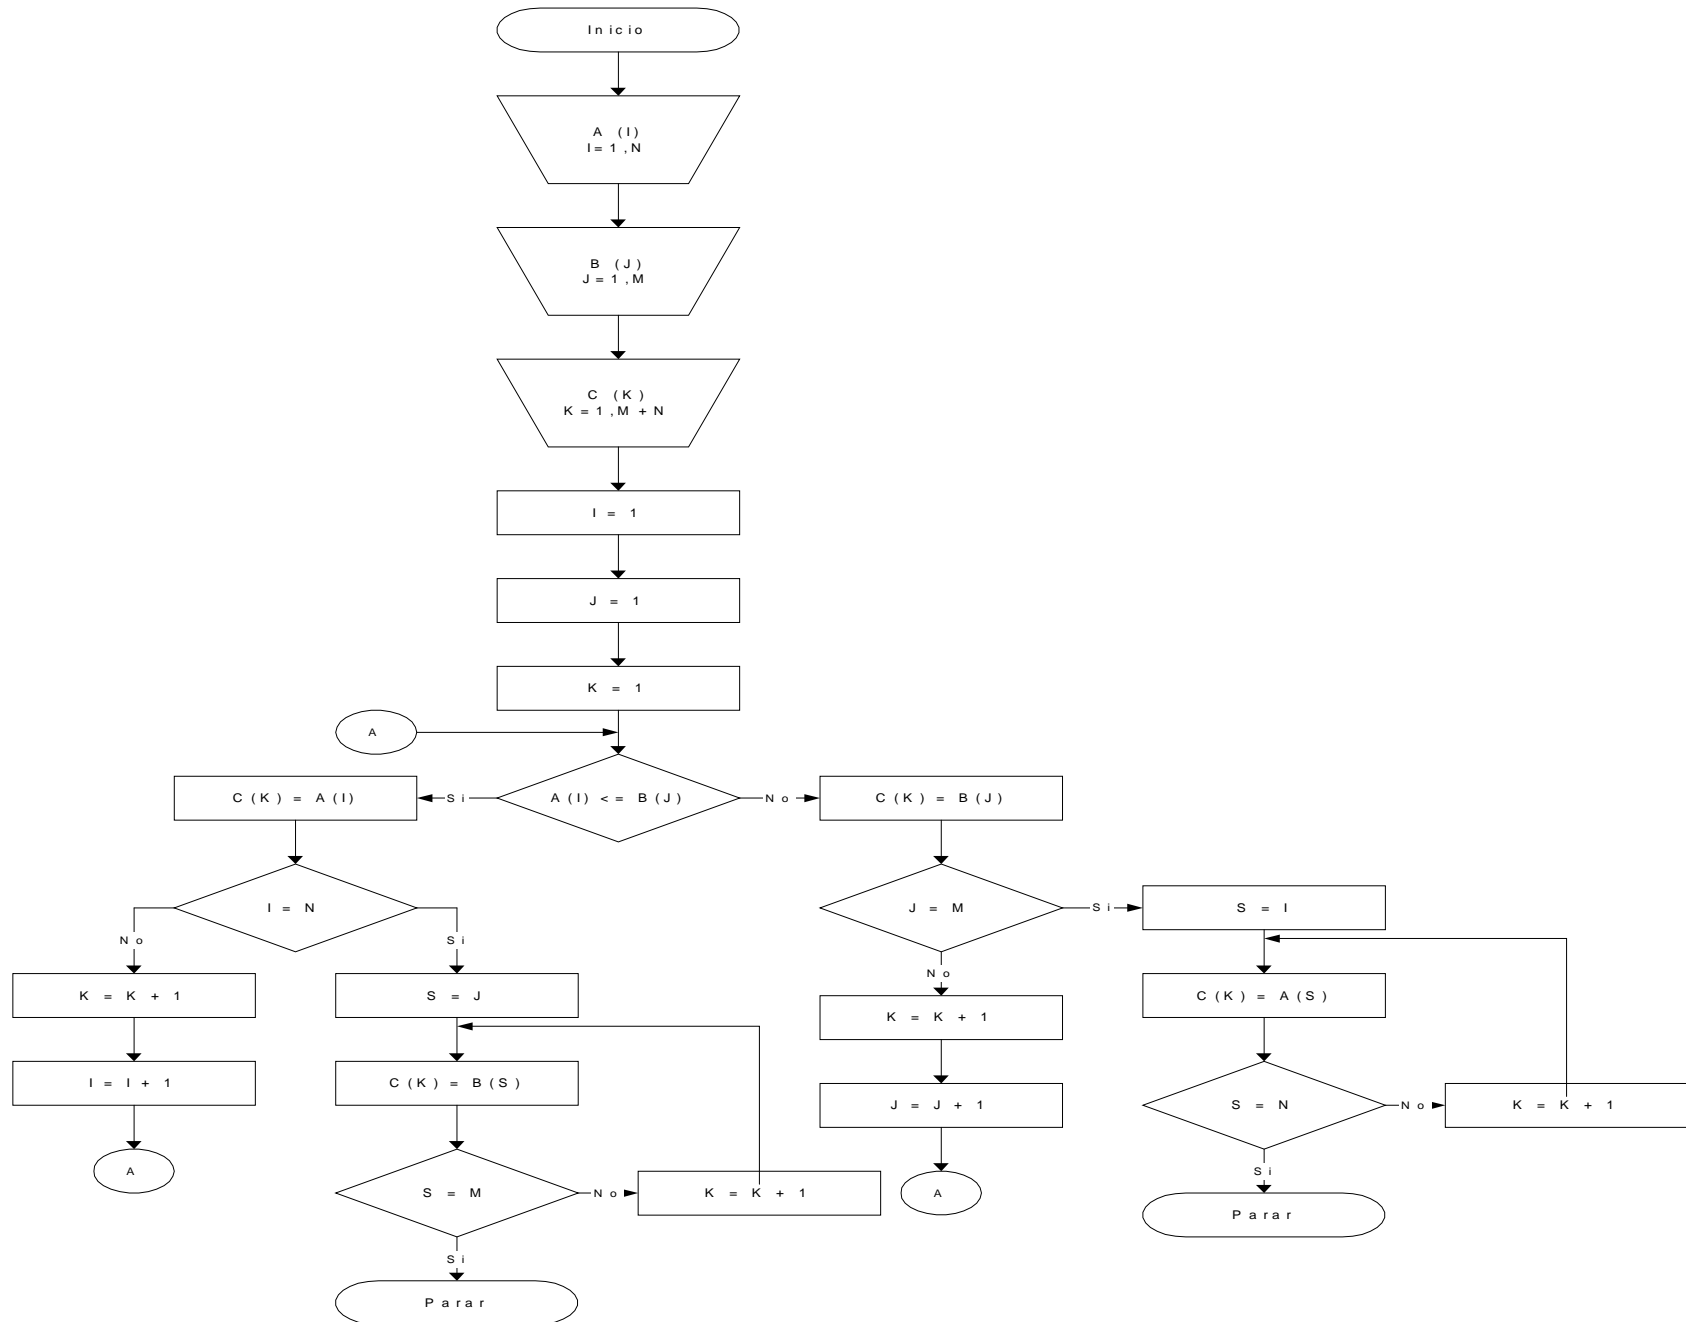 Inicio
A (I)
I=1,N
B (J)
J=1,M
C (K)
K=1,M+N
I = 1
J = 1
K = 1
A
C(K)=A(I)
Si
A(I)<= B(J)
No
C(K)=B(J)
I = N
J = M
Si
S = I
No
Si
No
K = K + 1
S = J
K = K + 1
C(K)=A(S)
I = I + 1
C(K)=B(S)
J = J + 1
S = N
No
K = K + 1
A
S = M
No
K = K + 1
A
Si
Parar
Si
Parar